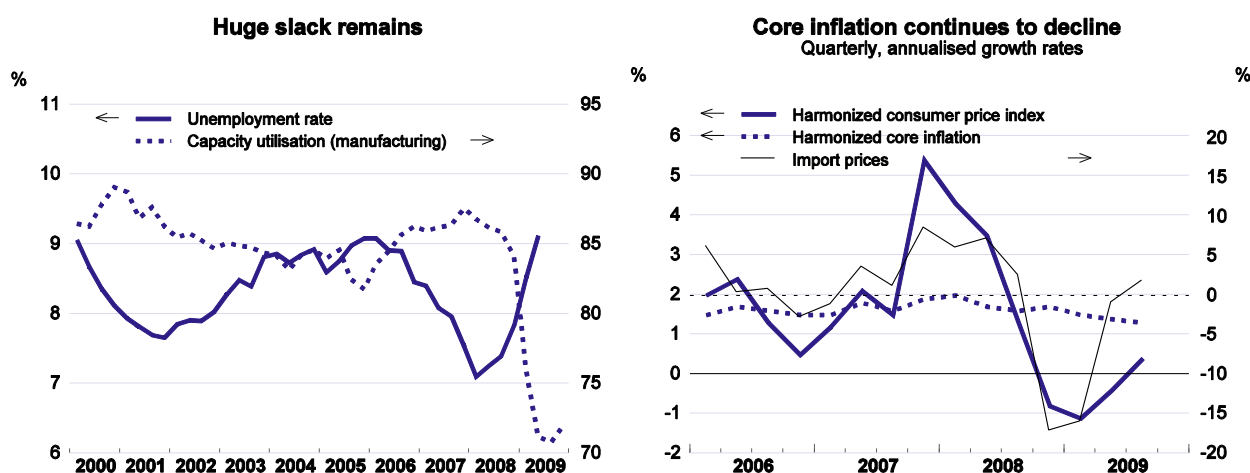 Huge slack remains
%
11 95
Unemployment rate
Capacity utilisation (manufacturing)
10 90
9 85
8 80
7 75
6 70
2000 2001 2002 2003 2004 2005 2006 2007 2008 2009
Core inflation continues to decline
Quarterly, annualised growth rates
% %
Harmonized consumer price index
Harmonized core inflation
Import prices
6 20
5 15
4 10
3 5
2 0
1 -5
0 -10
-1 -15
-2 -20
2006 2007 2008 2009